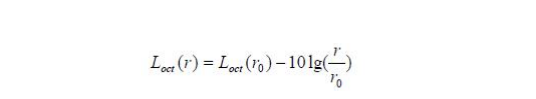 L_oct(r) = L_oct(r_0) − 10 lg(r/r_0)